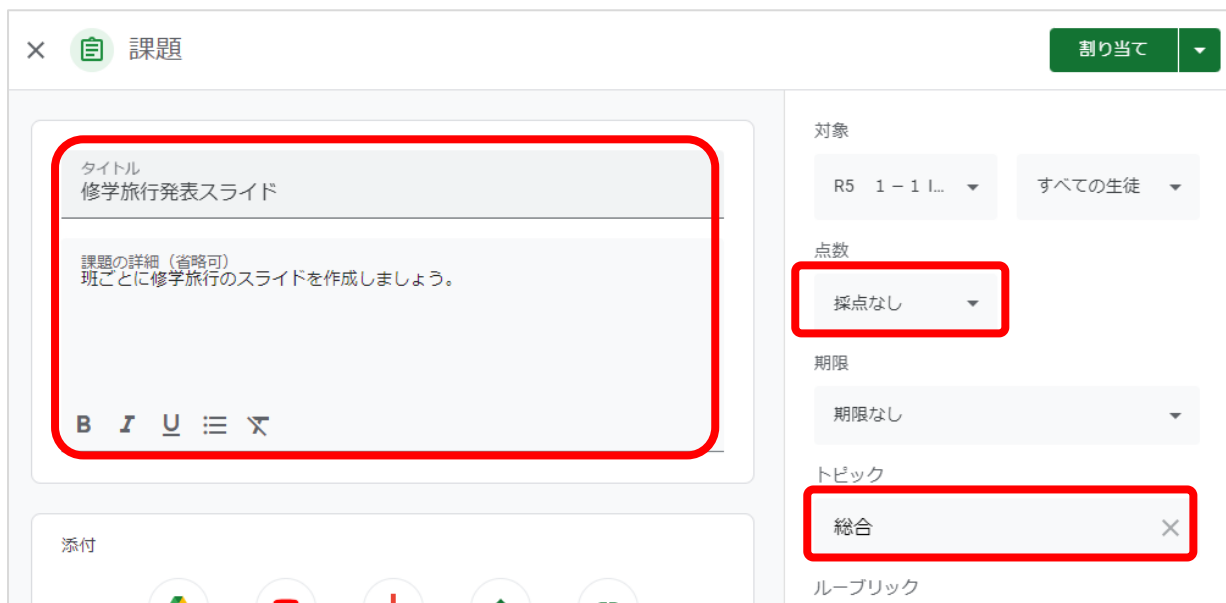 課題
割り当て
タイトル
修学旅行発表スライド
課題の詳細（省略可）
班ごとに修学旅行のスライドを作成しましょう。
B I U
添付
対象
R5　1－1 I...
すべての生徒
点数
採点なし
期限
期限なし
トピック
総合
ルーブリック